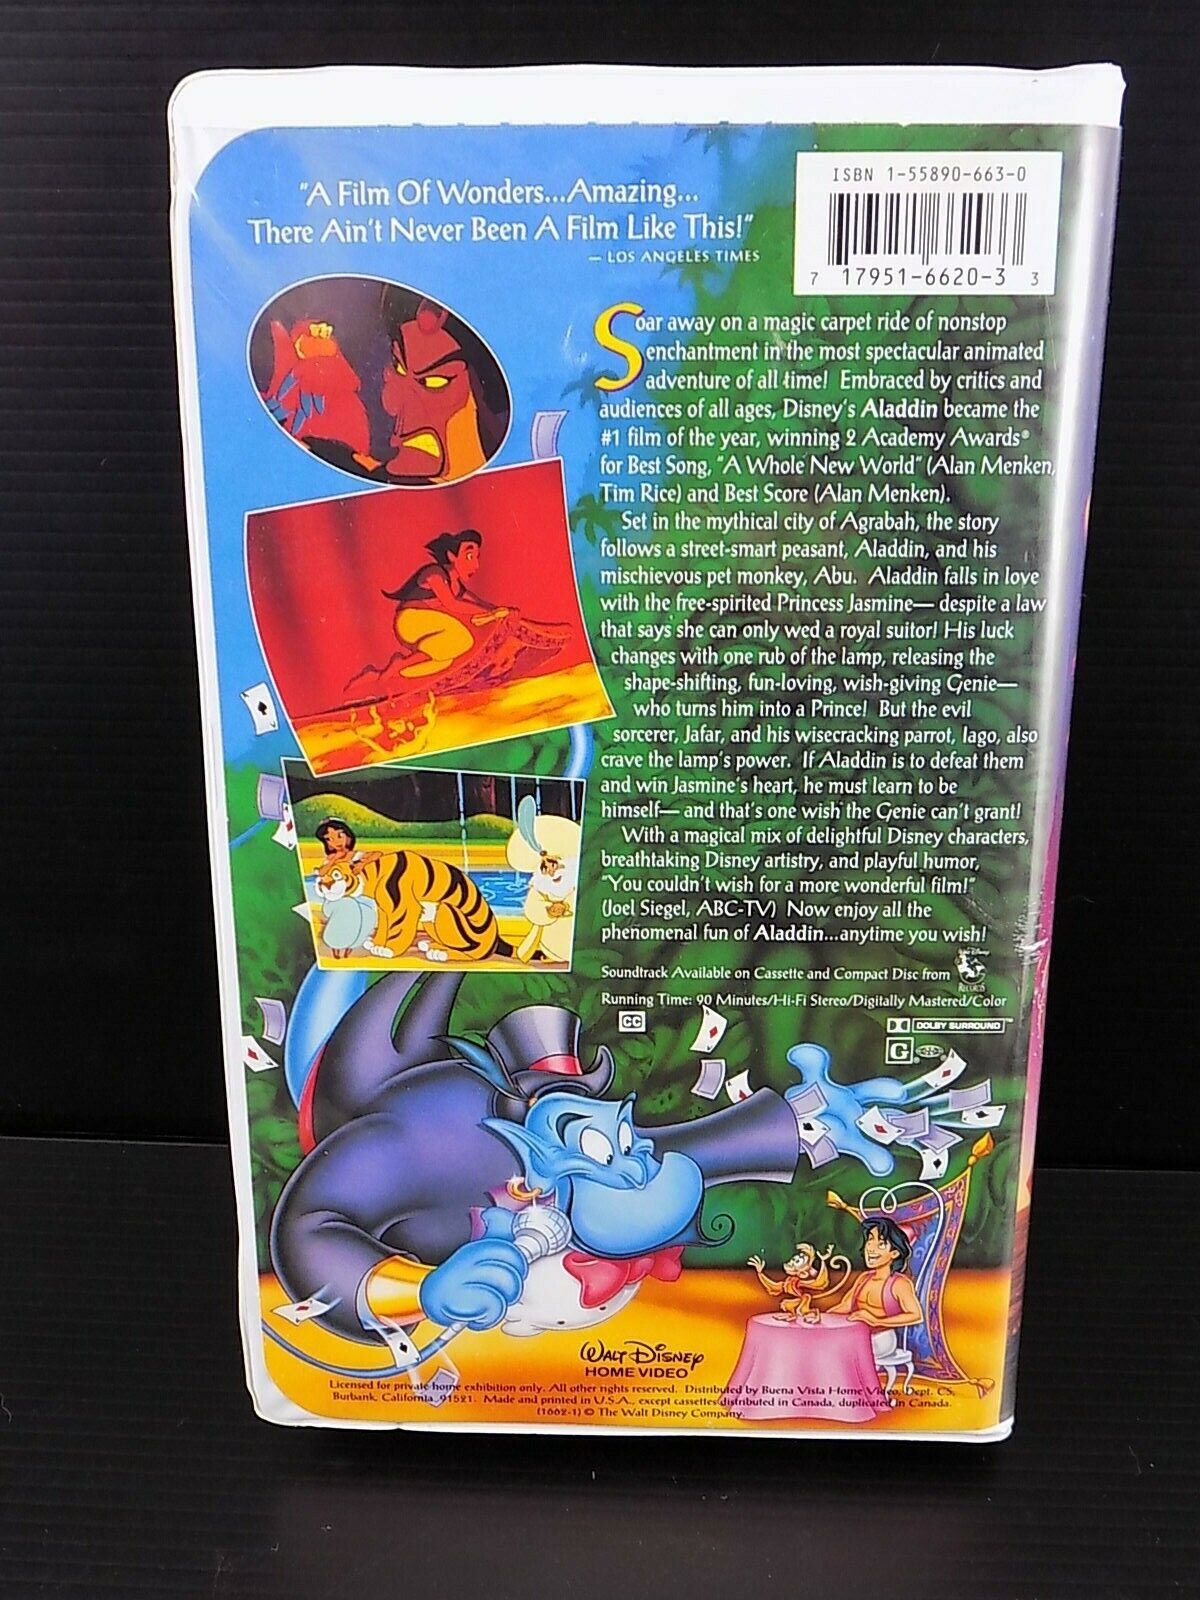 "A Film Of Wonders...Amazing...
There Ain't Never Been A Film Like This!"
— LOS ANGELES TIMES
ISBN 1-55890-663-0
7 17951-6620-3 3
Soar away on a magic carpet ride of nonstop
enchantment in the most spectacular animated
adventure of all time! Embraced by critics and
audiences of all ages, Disney's Aladdin became the
#1 film of the year, winning 2 Academy Awards®
for Best Song, "A Whole New World" (Alan Menken,
Tim Rice) and Best Score (Alan Menken).
Set in the mythical city of Agrabah, the story
follows a street-smart peasant, Aladdin, and his
mischievous pet monkey, Abu. Aladdin falls in love
with the free-spirited Princess Jasmine— despite a law
that says she can only wed a royal suitor! His luck
changes with one rub of the lamp, releasing the
shape-shifting, fun-loving, wish-giving Genie—
who turns him into a Prince! But the evil
sorcerer, Jafar, and his wisecracking parrot, Iago, also
crave the lamp's power. If Aladdin is to defeat them
and win Jasmine's heart, he must learn to be
himself— and that's one wish the Genie can't grant!
With a magical mix of delightful Disney characters,
breathtaking Disney artistry, and playful humor,
"You couldn't wish for a more wonderful film!"
(Joel Siegel, ABC-TV) Now enjoy all the
phenomenal fun of Aladdin...anytime you wish!
Soundtrack Available on Cassette and Compact Disc from Walt Disney RECORDS
Running Time: 90 Minutes/Hi-Fi Stereo/Digitally Mastered/Color
CC
DOLBY SURROUND™
G
WALT DISNEY
HOME VIDEO
Licensed for private home exhibition only. All other rights reserved. Distributed by Buena Vista Home Video, Dept. CS,
Burbank, California, 91521. Made and printed in U.S.A., except cassettes distributed in Canada, duplicated in Canada.
(1662-1) © The Walt Disney Company.